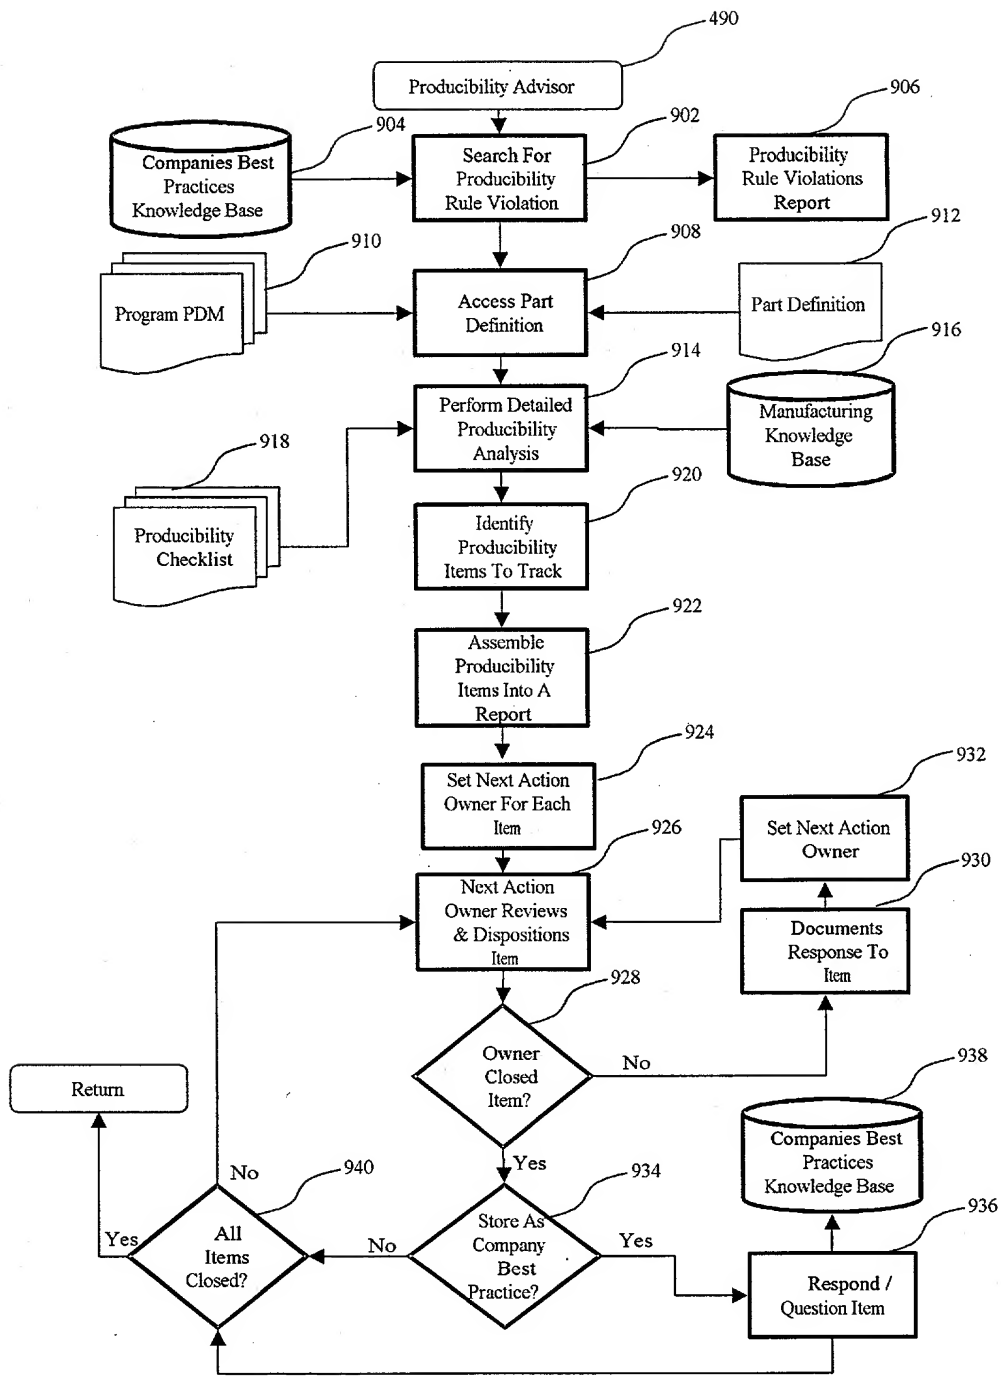 490
Producibility Advisor
904
902
906
Companies Best
Practices
Knowledge Base
Search For
Producibility
Rule Violation
Producibility
Rule Violations
Report
910
908
912
Program PDM
Access Part
Definition
Part Definition
914
916
Perform Detailed
Producibility
Analysis
Manufacturing
Knowledge
Base
918
920
Producibility
Checklist
Identify
Producibility
Items To Track
922
Assemble
Producibility
Items Into A
Report
924
Set Next Action
Owner For Each
Item
932
Set Next Action
Owner
926
930
Next Action
Owner Reviews
& Dispositions
Item
Documents
Response To
Item
928
Owner
Closed
Item?
No
Yes
Return
938
Companies Best
Practices
Knowledge Base
934
Store As
Company
Best
Practice?
No
Yes
936
Respond /
Question Item
940
All
Items
Closed?
No
Yes